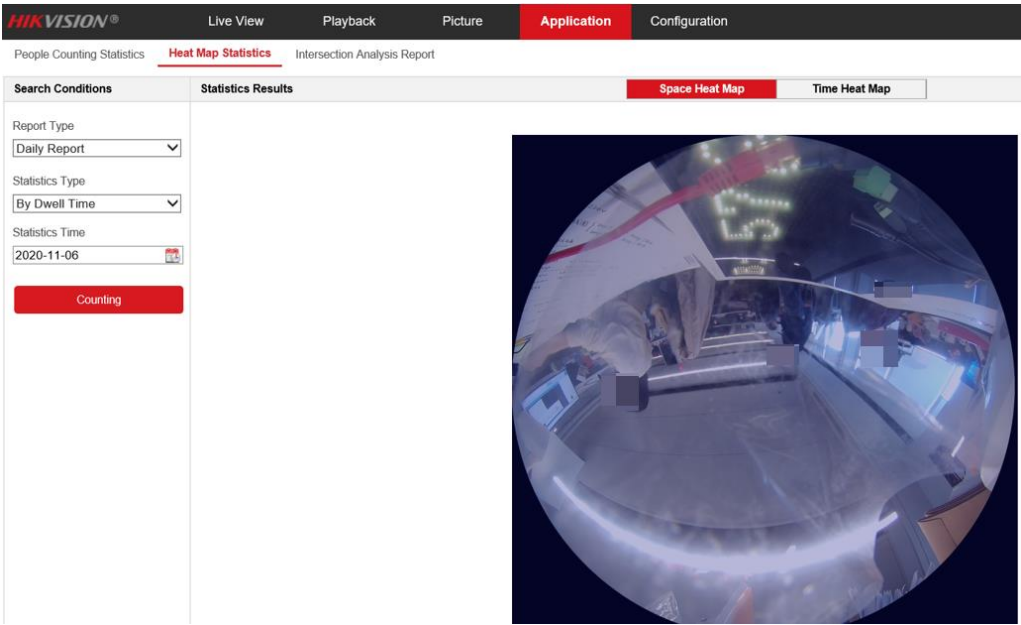 HIKVISION®
Live View
Playback
Picture
Application
Configuration
People Counting Statistics
Heat Map Statistics
Intersection Analysis Report
Search Conditions
Statistics Results
Space Heat Map
Time Heat Map
Report Type
Daily Report
Statistics Type
By Dwell Time
Statistics Time
2020-11-06
Counting